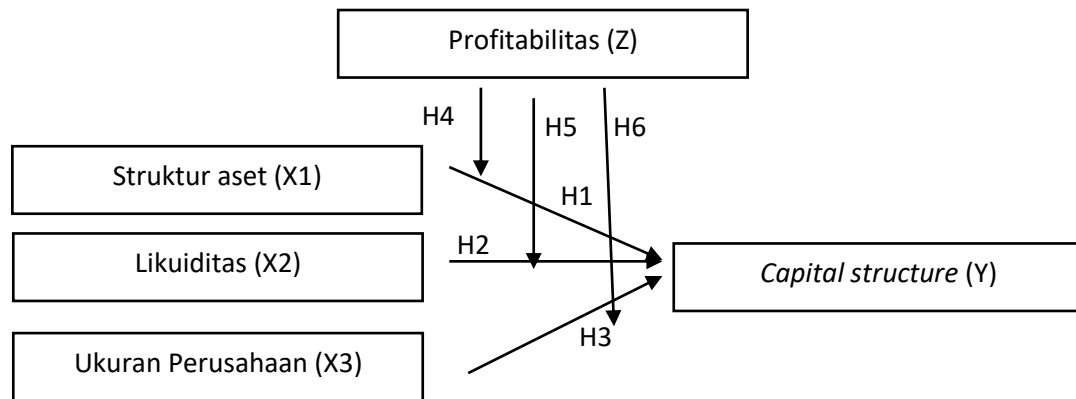 Profitabilitas (Z)
H4
H5
H6
Struktur aset (X1)
H1
H2
Likuiditas (X2)
Capital structure (Y)
H3
Ukuran Perusahaan (X3)